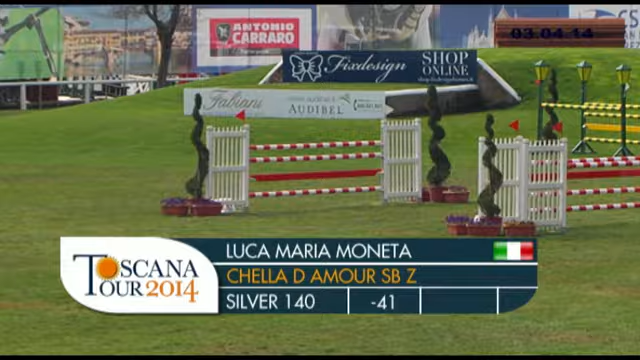 ANTONIO
CARRARO
03.04.14
Fixdesign SHOP
ONLINE
Fabiani AUDIBEL
TOSCANA
TOUR 2014
LUCA MARIA MONETA
CHELLA D AMOUR SB Z
SILVER 140 -41